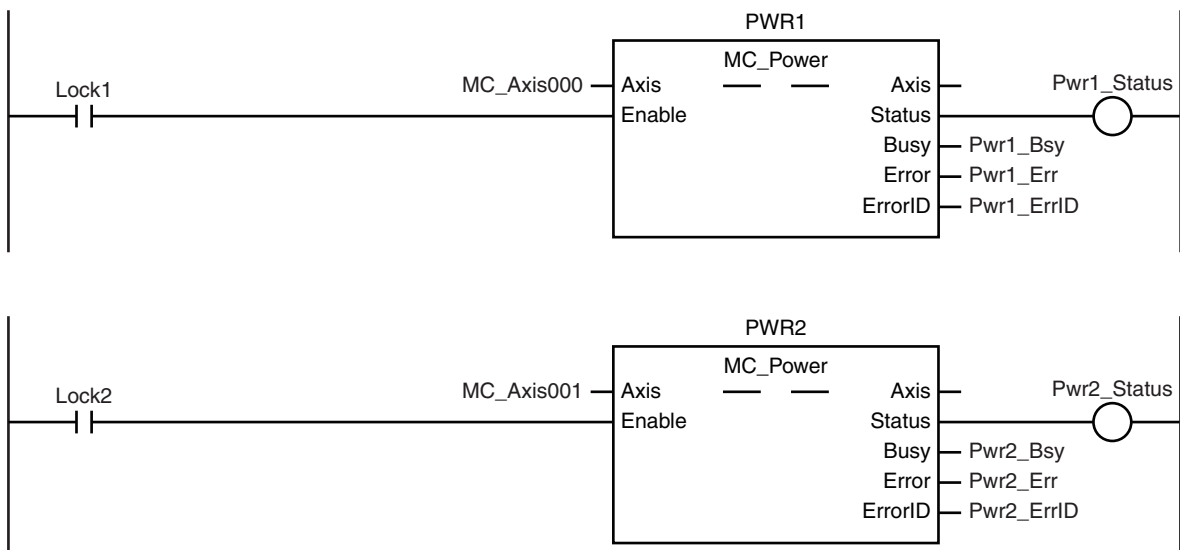 PWR1
MC_Power
Lock1
MC_Axis000 Axis Axis Pwr1_Status
Enable Status
Busy Pwr1_Bsy
Error Pwr1_Err
ErrorID Pwr1_ErrID
PWR2
MC_Power
Lock2
MC_Axis001 Axis Axis Pwr2_Status
Enable Status
Busy Pwr2_Bsy
Error Pwr2_Err
ErrorID Pwr2_ErrID